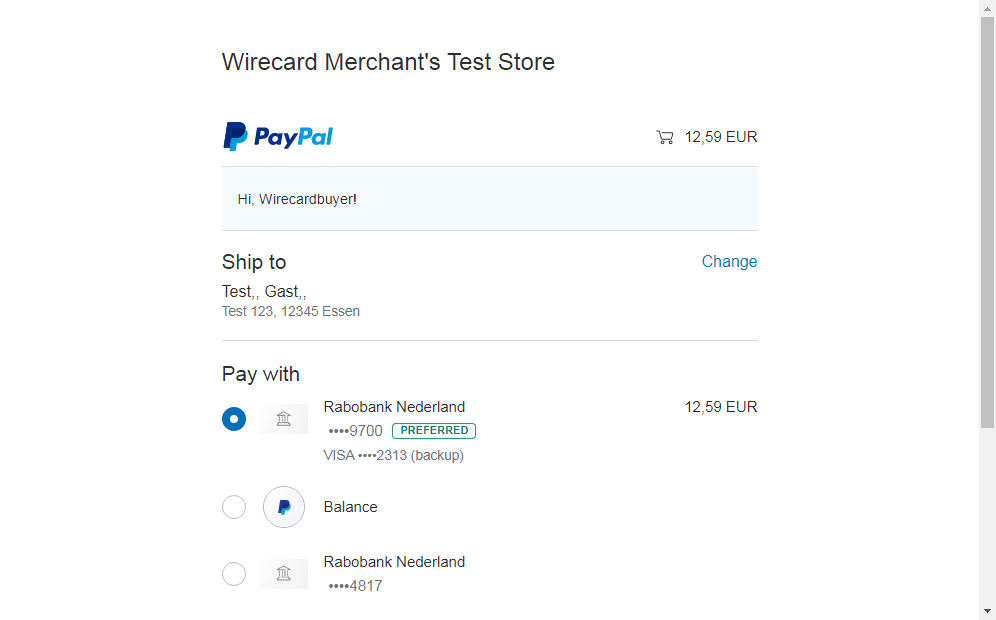 Wirecard Merchant's Test Store
PayPal
12,59 EUR
Hi, Wirecardbuyer!
Ship to
Change
Test,, Gast,,
Test 123, 12345 Essen
Pay with
Rabobank Nederland
12,59 EUR
••••9700 PREFERRED
VISA ••••2313 (backup)
Balance
Rabobank Nederland
••••4817